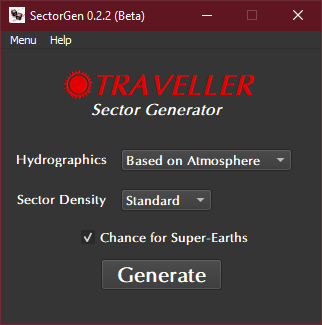 SectorGen 0.2.2 (Beta)
Menu Help
TRAVELLER
Sector Generator
Hydrographics Based on Atmosphere
Sector Density Standard
Chance for Super-Earths
Generate